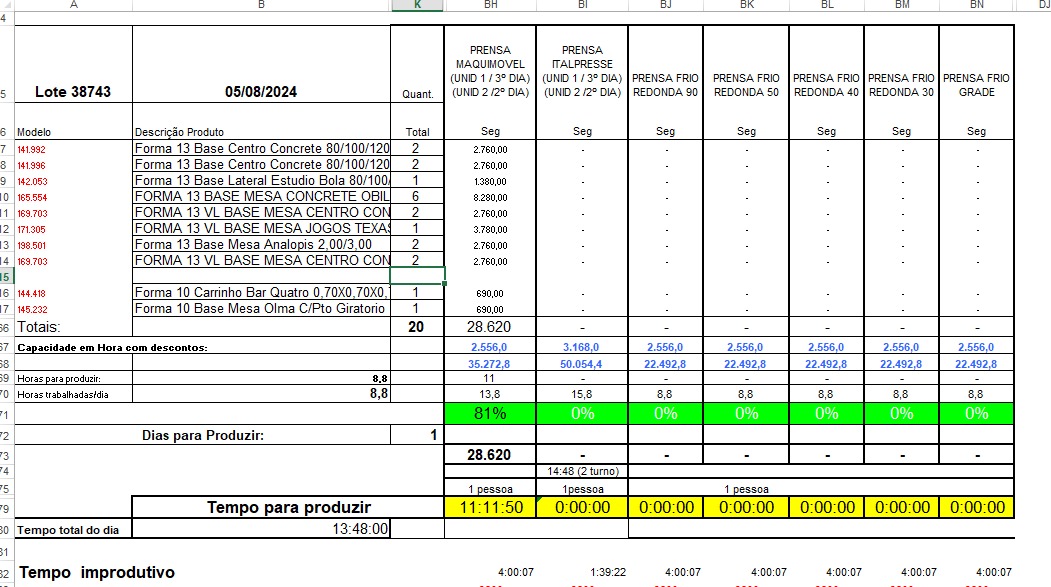 A B K BH BI BJ BK BL BM BN DJ
4
PRENSA MAQUIMOVEL (UNID 1 / 3º DIA) (UNID 2 /2º DIA) PRENSA ITALPRESSE (UNID 1 / 3º DIA) (UNID 2 /2º DIA) PRENSA FRIO REDONDA 90 PRENSA FRIO REDONDA 50 PRENSA FRIO REDONDA 40 PRENSA FRIO REDONDA 30 PRENSA FRIO GRADE
5 Lote 38743 05/08/2024 Quant.
6 Modelo Descrição Produto Total Seg Seg Seg Seg Seg Seg Seg
7 141.992 Forma 13 Base Centro Concrete 80/100/120 2 2.760,00 - - - - - -
8 141.996 Forma 13 Base Centro Concrete 80/100/120 2 2.760,00 - - - - - -
9 142.053 Forma 13 Base Lateral Estudio Bola 80/100/ 1 1.380,00 - - - - - -
10 165.554 FORMA 13 BASE MESA CONCRETE OBIL 6 8.280,00 - - - - - -
11 169.703 FORMA 13 VL BASE MESA CENTRO CON 2 2.760,00 - - - - - -
12 171.305 FORMA 13 VL BASE MESA JOGOS TEXAS 1 3.780,00 - - - - - -
13 198.501 Forma 13 Base Mesa Analopis 2,00/3,00 2 2.760,00 - - - - - -
14 169.703 FORMA 13 VL BASE MESA CENTRO CON 2 2.760,00 - - - - - -
15
16 144.418 Forma 10 Carrinho Bar Quatro 0,70X0,70X0, 1 690,00 - - - - - -
17 145.232 Forma 10 Base Mesa Olma C/Pto Giratorio 1 690,00 - - - - - -
66 Totais: 20 28.620 - - - - - -
67 Capacidade em Hora com descontos: 2.556,0 3.168,0 2.556,0 2.556,0 2.556,0 2.556,0 2.556,0
68 35.272,8 50.054,4 22.492,8 22.492,8 22.492,8 22.492,8 22.492,8
69 Horas para produzir: 8,8 11 - - - - - -
70 Horas trabalhadas/dia 8,8 13,8 15,8 8,8 8,8 8,8 8,8 8,8
71 81% 0% 0% 0% 0% 0% 0%
72 Dias para Produzir: 1
73 28.620 - - - - - -
74 14:48 (2 turno)
75 1 pessoa 1pessoa 1 pessoa
79 Tempo para produzir 11:11:50 0:00:00 0:00:00 0:00:00 0:00:00 0:00:00 0:00:00
80 Tempo total do dia 13:48:00
81
82 Tempo improdutivo 4:00:07 1:39:22 4:00:07 4:00:07 4:00:07 4:00:07 4:00:07